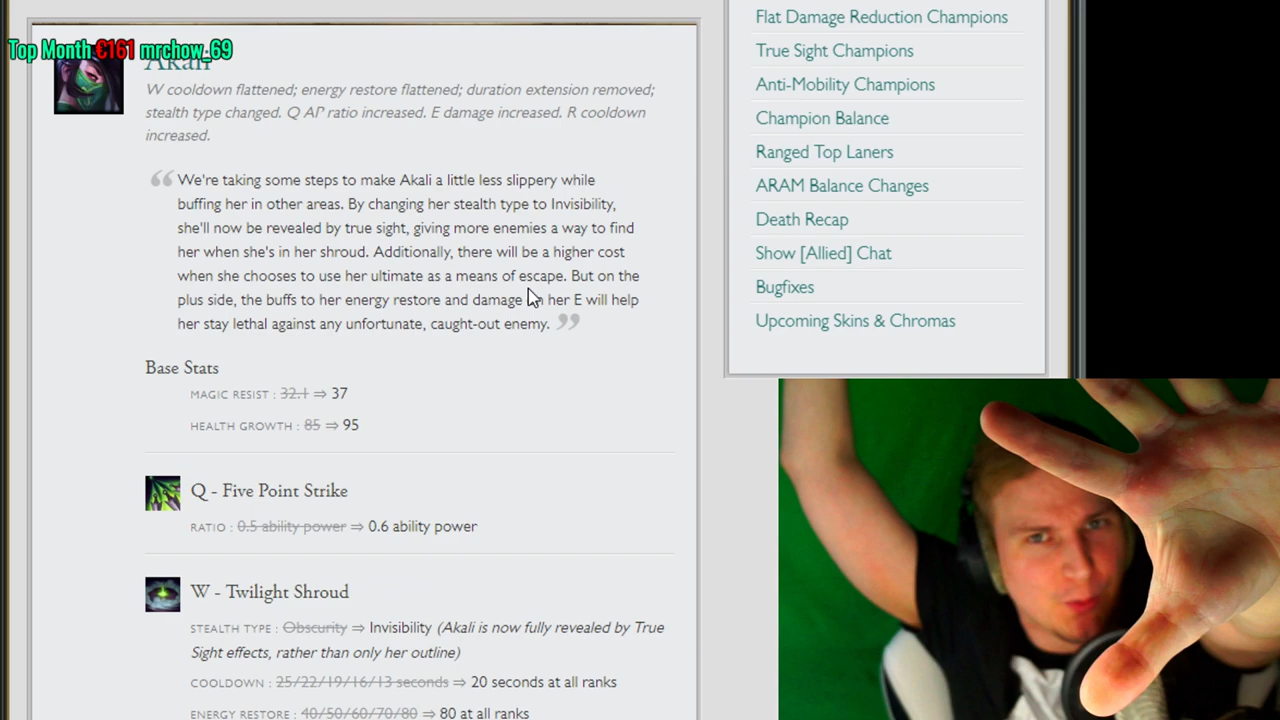 Top Month €161 mrchow_69
Akali
W cooldown flattened; energy restore flattened; duration extension removed;
stealth type changed. Q AP ratio increased. E damage increased. R cooldown
increased.
“ We're taking some steps to make Akali a little less slippery while
buffing her in other areas. By changing her stealth type to Invisibility,
she'll now be revealed by true sight, giving more enemies a way to find
her when she's in her shroud. Additionally, there will be a higher cost
when she chooses to use her ultimate as a means of escape. But on the
plus side, the buffs to her energy restore and damage on her E will help
her stay lethal against any unfortunate, caught-out enemy. ”
Base Stats
MAGIC RESIST : 32.1 ⇒ 37
HEALTH GROWTH : 85 ⇒ 95
Q - Five Point Strike
RATIO : 0.5 ability power ⇒ 0.6 ability power
W - Twilight Shroud
STEALTH TYPE : Obscurity ⇒ Invisibility (Akali is now fully revealed by True
Sight effects, rather than only her outline)
COOLDOWN : 25/22/19/16/13 seconds ⇒ 20 seconds at all ranks
ENERGY RESTORE : 40/50/60/70/80 ⇒ 80 at all ranks
Flat Damage Reduction Champions
True Sight Champions
Anti-Mobility Champions
Champion Balance
Ranged Top Laners
ARAM Balance Changes
Death Recap
Show [Allied] Chat
Bugfixes
Upcoming Skins & Chromas